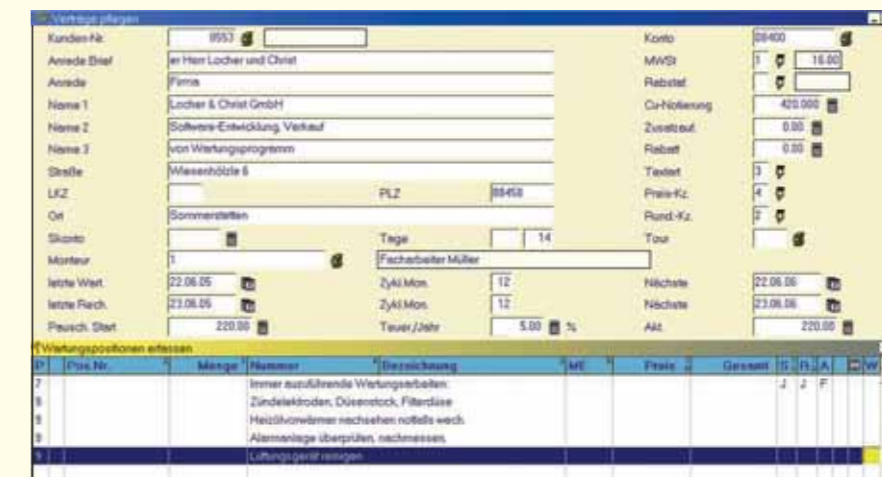 Verträge pflegen
Kunden-Nr. 8553 Konto 08400
Anrede Brief er Herr Locher und Christ MWSt 1 16.00
Anrede Firma Rabstaf.
Name 1 Locher & Christ GmbH Cu-Notierung 420.000
Name 2 Software-Entwicklung, Verkauf Zusatzauf. 0.00
Name 3 von Wartungsprogramm Rabatt 0.00
Straße Wiesenhölzle 6 Textart 3
LKZ PLZ 88458 Preis-Kz. 4
Ort Sommerstetten Rund.-Kz. 2
Skonto Tage 14 Tour
Monteur 1 Facharbeiter Müller
letzte Wart. 22.06.05 Zykl.Mon. 12 Nächste 22.06.06
letzte Rech. 23.06.05 Zykl.Mon. 12 Nächste 23.06.06
Pausch. Start 220.00 Teuer./Jahr 5.00 % Akt. 220.00
Wartungspositionen erfassen
P Pos.Nr. Menge Nummer Bezeichnung ME Preis Gesamt S R A W
7 Immer auszuführende Wartungsarbeiten: J J F
Zündelektroden, Düsenstock, Filterdüse
Heizölvorwärmer nachsehen notfalls wech.
Alarmanlage überprüfen, nachmessen.
Lüftungsgerät reinigen